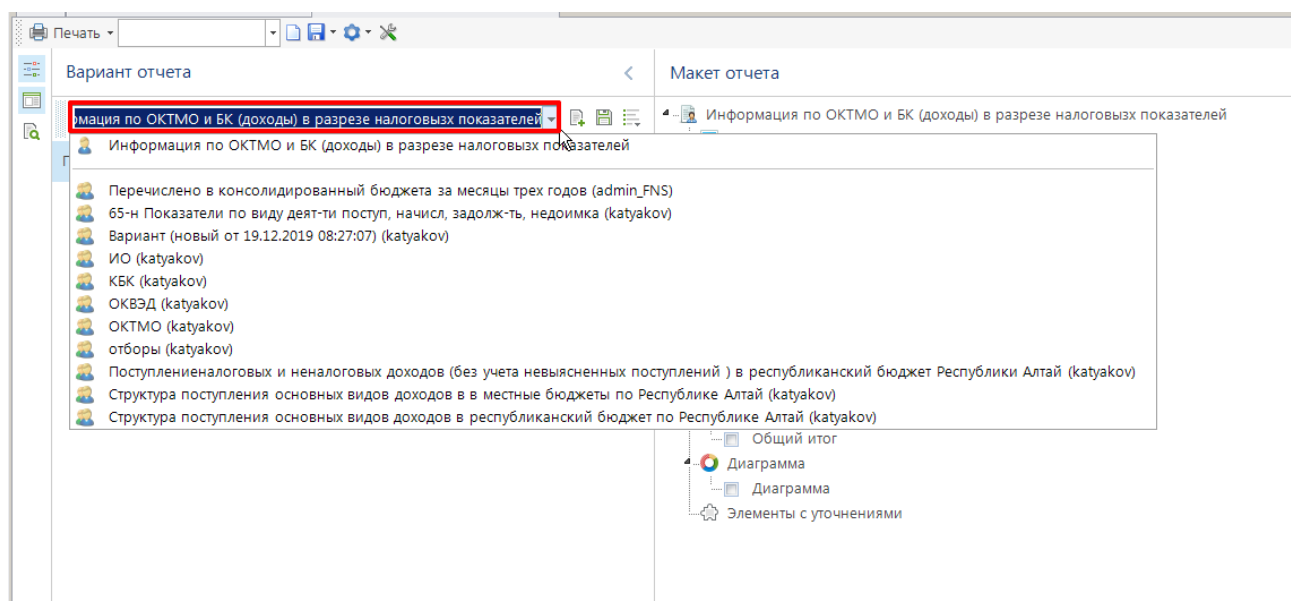 Печать
Вариант отчета
Макет отчета
рмация по ОКТМО и БК (доходы) в разрезе налоговызх показателей
Информация по ОКТМО и БК (доходы) в разрезе налоговызх показателей
Информация по ОКТМО и БК (доходы) в разрезе налоговызх показателей
Перечислено в консолидированный бюджета за месяцы трех годов (admin_FNS)
65-н Показатели по виду деят-ти поступ, начисл, задолж-ть, недоимка (katyakov)
Вариант (новый от 19.12.2019 08:27:07) (katyakov)
ИО (katyakov)
КБК (katyakov)
ОКВЭД (katyakov)
ОКТМО (katyakov)
отборы (katyakov)
Поступлениеналоговых и неналоговых доходов (без учета невыясненных поступлений ) в республиканский бюджет Республики Алтай (katyakov)
Структура поступления основных видов доходов в в местные бюджеты по Республике Алтай (katyakov)
Структура поступления основных видов доходов в республиканский бюджет по Республике Алтай (katyakov)
Общий итог
Диаграмма
Диаграмма
Элементы с уточнениями